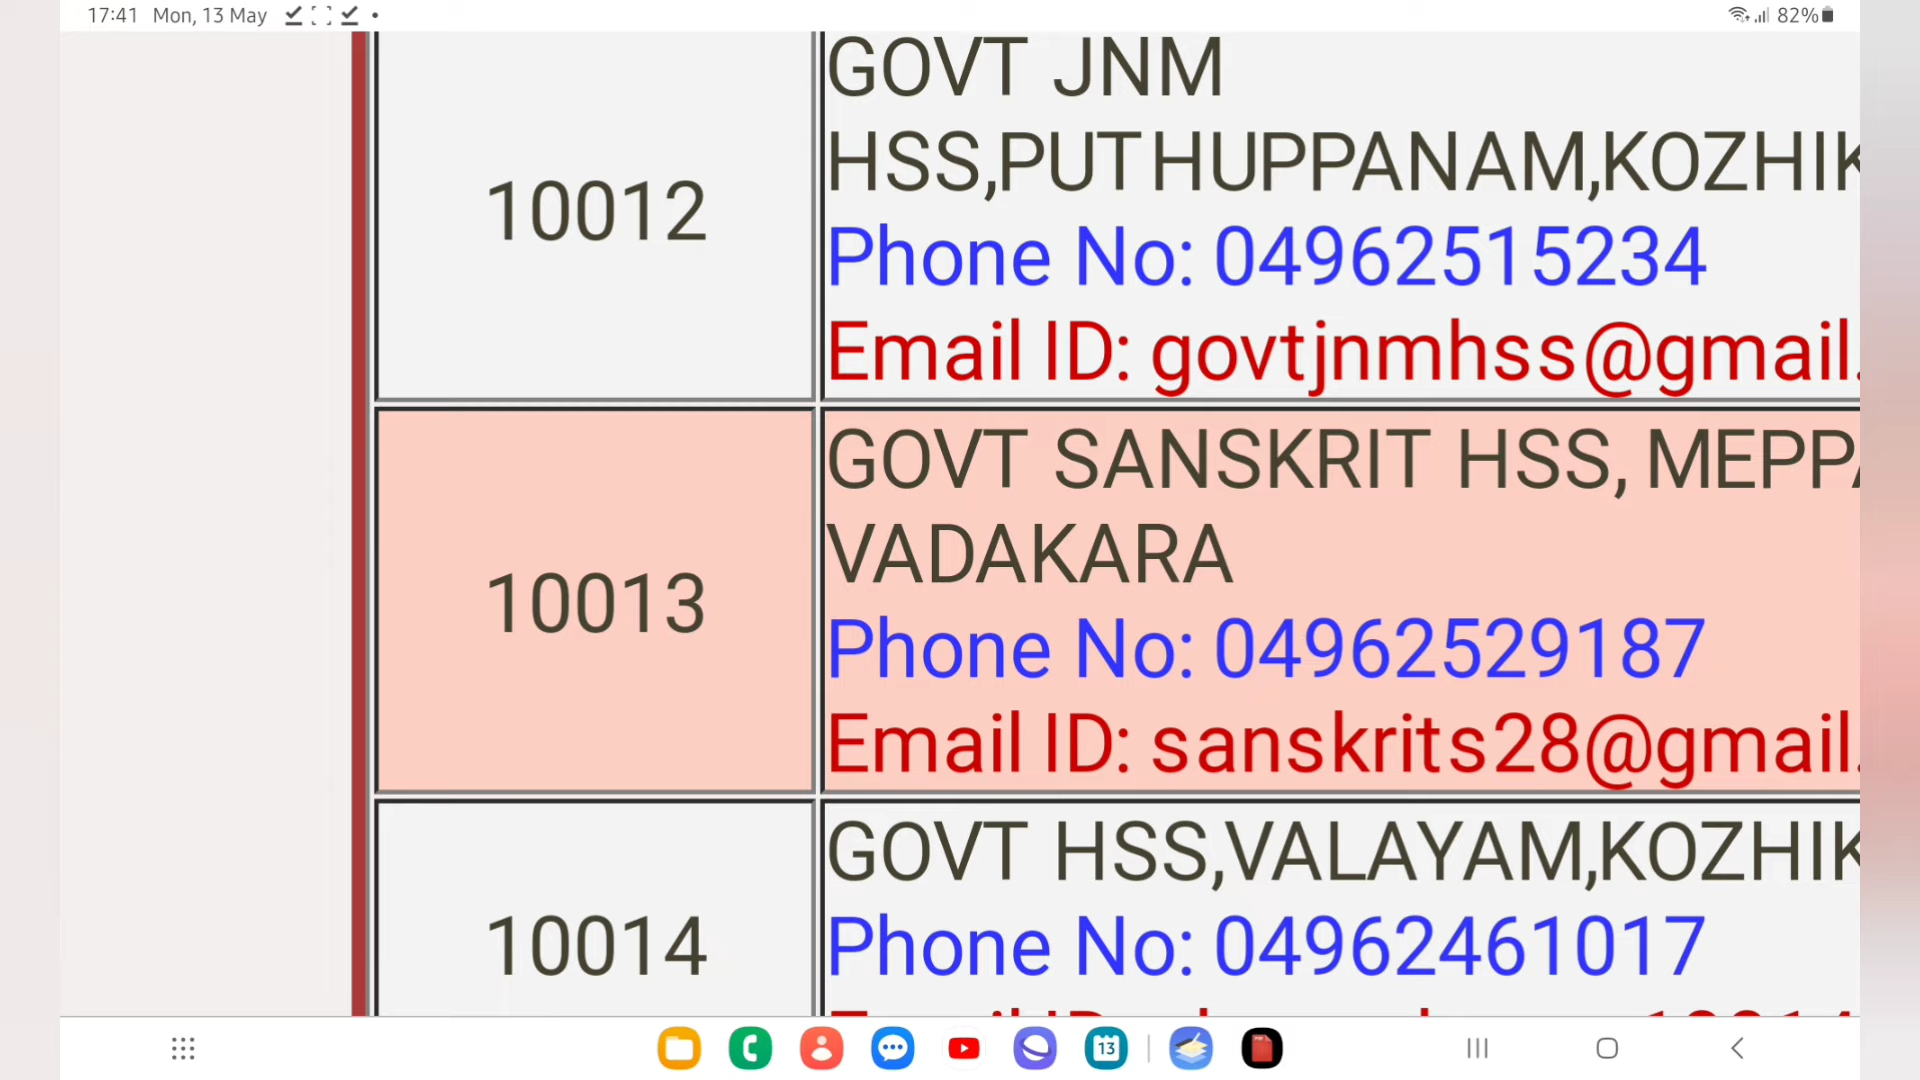 17:41 Mon, 13 May
82%
GOVT JNM
HSS,PUTHUPPANAM,KOZHIK
10012
Phone No: 04962515234
Email ID: govtjnmhss@gmail.
GOVT SANSKRIT HSS, MEPPA
VADAKARA
10013
Phone No: 04962529187
Email ID: sanskrits28@gmail.
GOVT HSS,VALAYAM,KOZHIK
10014
Phone No: 04962461017
13